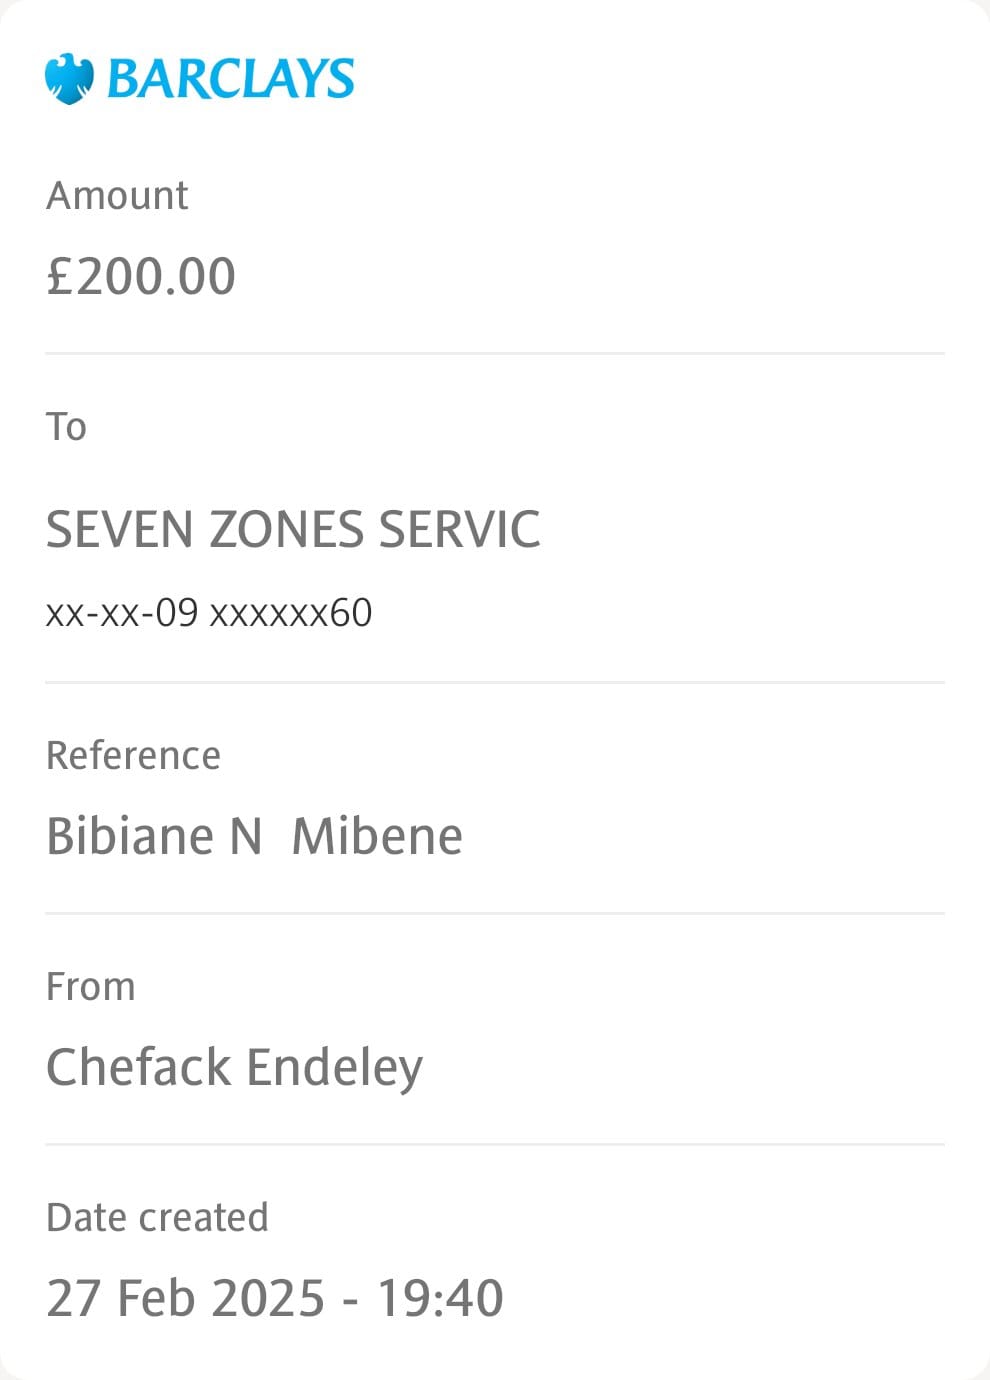 BARCLAYS
Amount
£200.00
To
SEVEN ZONES SERVIC
xx-xx-09 xxxxxx60
Reference
Bibiane N  Mibene
From
Chefack Endeley
Date created
27 Feb 2025 - 19:40